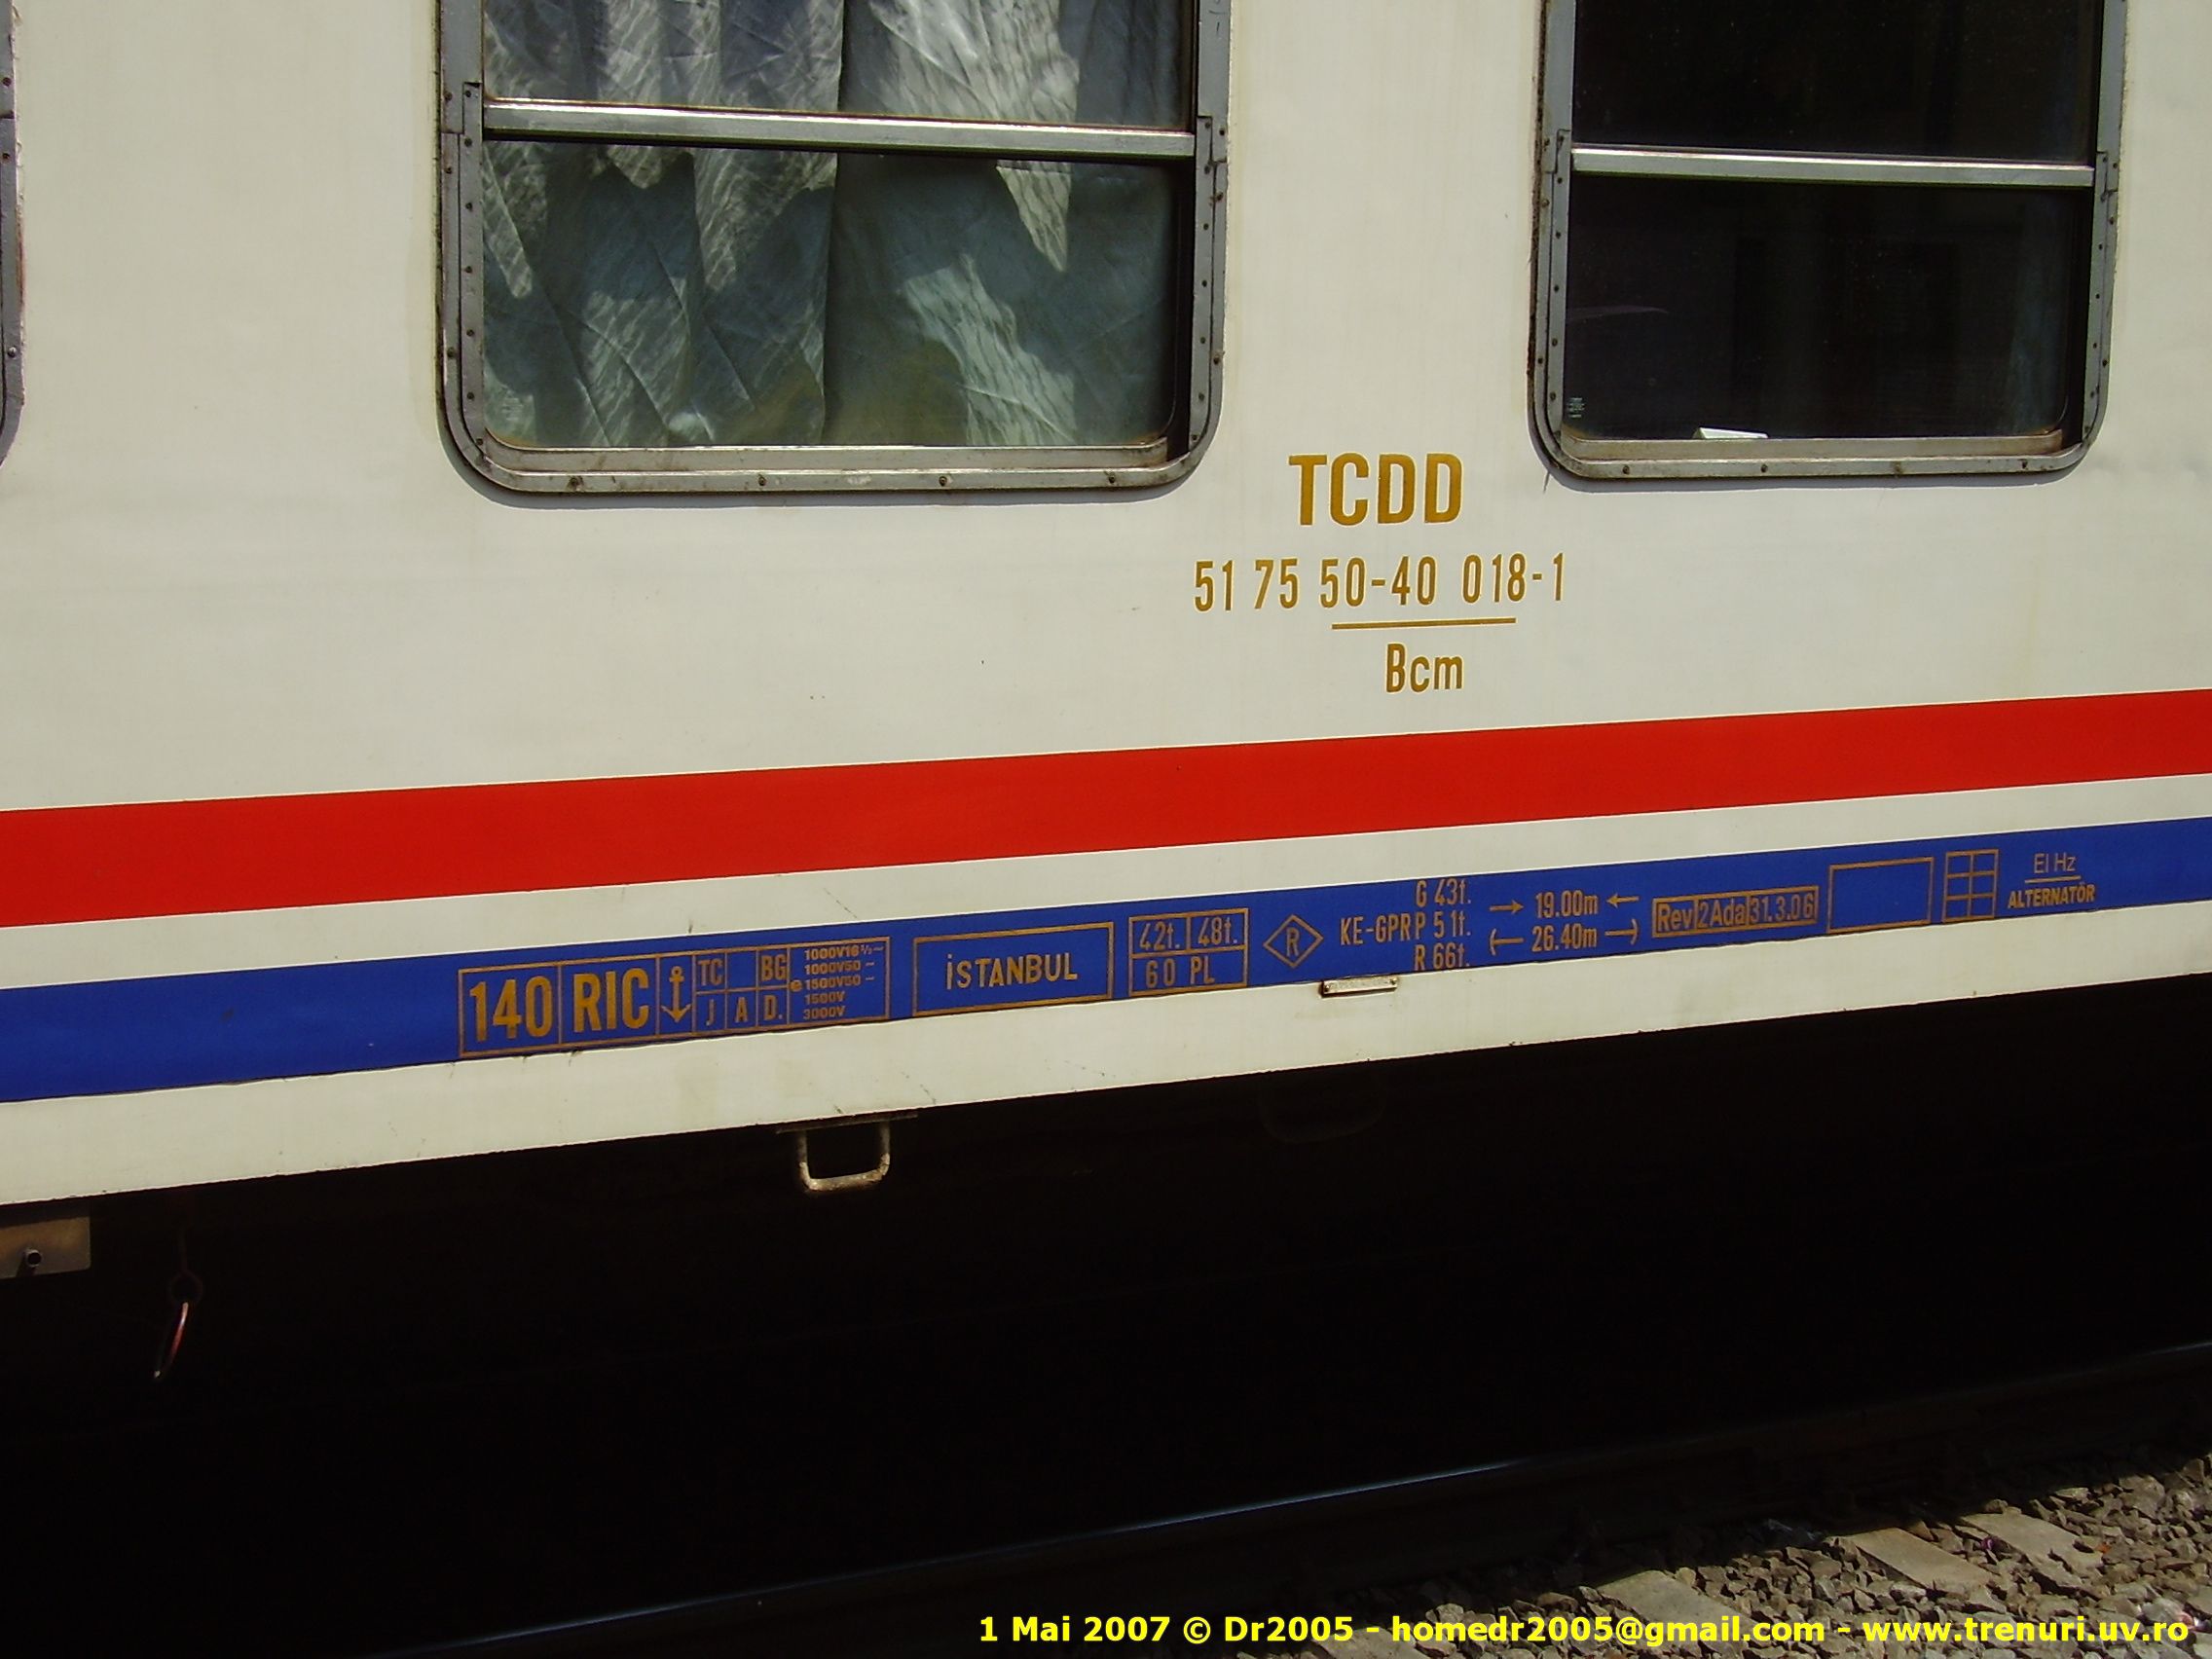 TCDD
51 75 50-40 018-1
Bcm
140 RIC TC BG
J A D.
e
1000V16⅔~
1000V50~
1500V50~
1500V
3000V
İSTANBUL
42t. 48t.
60 PL
R
KE-GPR
G 43t.
P 51t.
R 66t.
→ 19.00m ←
26.40m
Rev 2Ada 31.3.06
El Hz
ALTERNATÖR
1 Mai 2007 © Dr2005 - homedr2005@gmail.com - www.trenuri.uv.ro